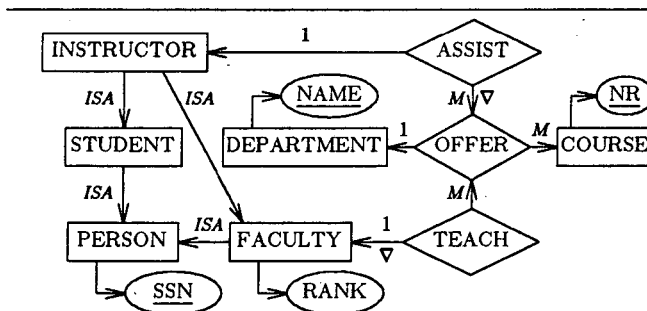 INSTRUCTOR 1 ASSIST
ISA ISA NAME M ∇ NR
STUDENT DEPARTMENT 1 OFFER M COURSE
ISA M
PERSON ISA FACULTY 1 ∇ TEACH
SSN RANK